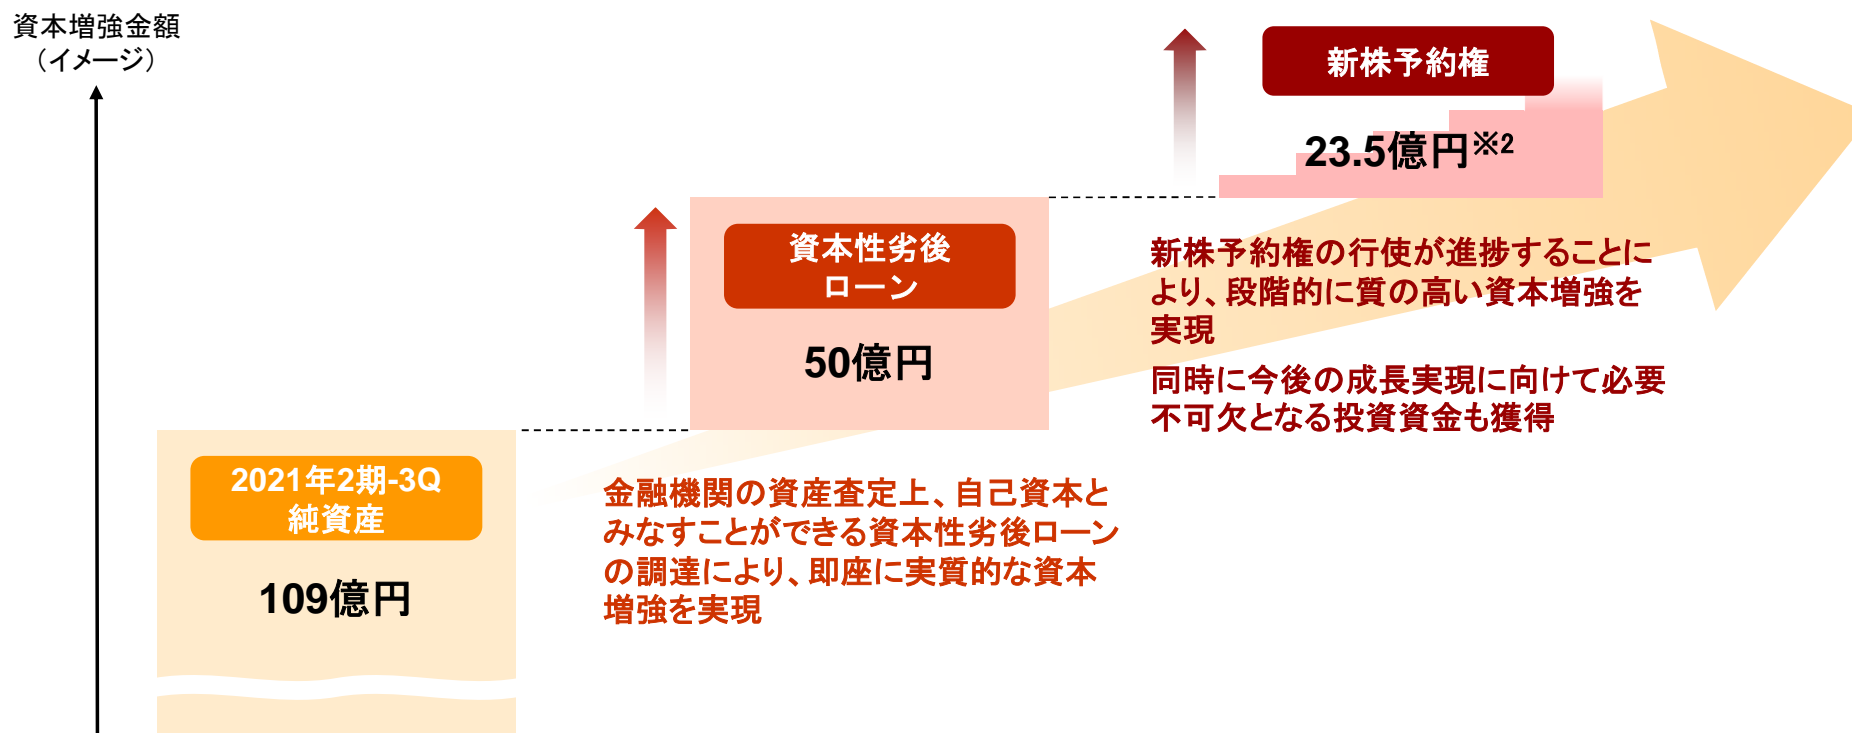 資本増強金額
（イメージ）
新株予約権
23.5億円※2
資本性劣後
ローン
50億円
新株予約権の行使が進捗することに
より、段階的に質の高い資本増強を
実現
同時に今後の成長実現に向けて必要
不可欠となる投資資金も獲得
2021年2期-3Q
純資産
109億円
金融機関の資産査定上、自己資本と
みなすことができる資本性劣後ローン
の調達により、即座に実質的な資本
増強を実現